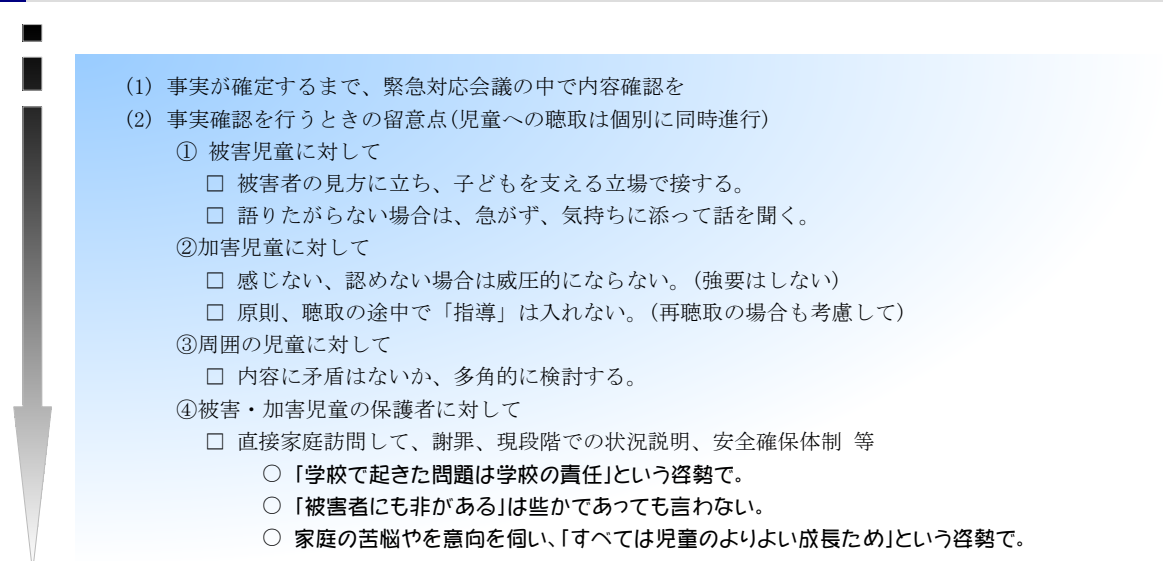 (1) 事実が確定するまで、緊急対応会議の中で内容確認を
(2) 事実確認を行うときの留意点(児童への聴取は個別に同時進行)
① 被害児童に対して
□ 被害者の見方に立ち、子どもを支える立場で接する。
□ 語りたがらない場合は、急がず、気持ちに添って話を聞く。
②加害児童に対して
□ 感じない、認めない場合は威圧的にならない。(強要はしない)
□ 原則、聴取の途中で「指導」は入れない。(再聴取の場合も考慮して)
③周囲の児童に対して
□ 内容に矛盾はないか、多角的に検討する。
④被害・加害児童の保護者に対して
□ 直接家庭訪問して、謝罪、現段階での状況説明、安全確保体制 等
○ 「学校で起きた問題は学校の責任」という姿勢で。
○ 「被害者にも非がある」は些かであっても言わない。
○ 家庭の苦悩やを意向を伺い、「すべては児童のよりよい成長ため」という姿勢で。